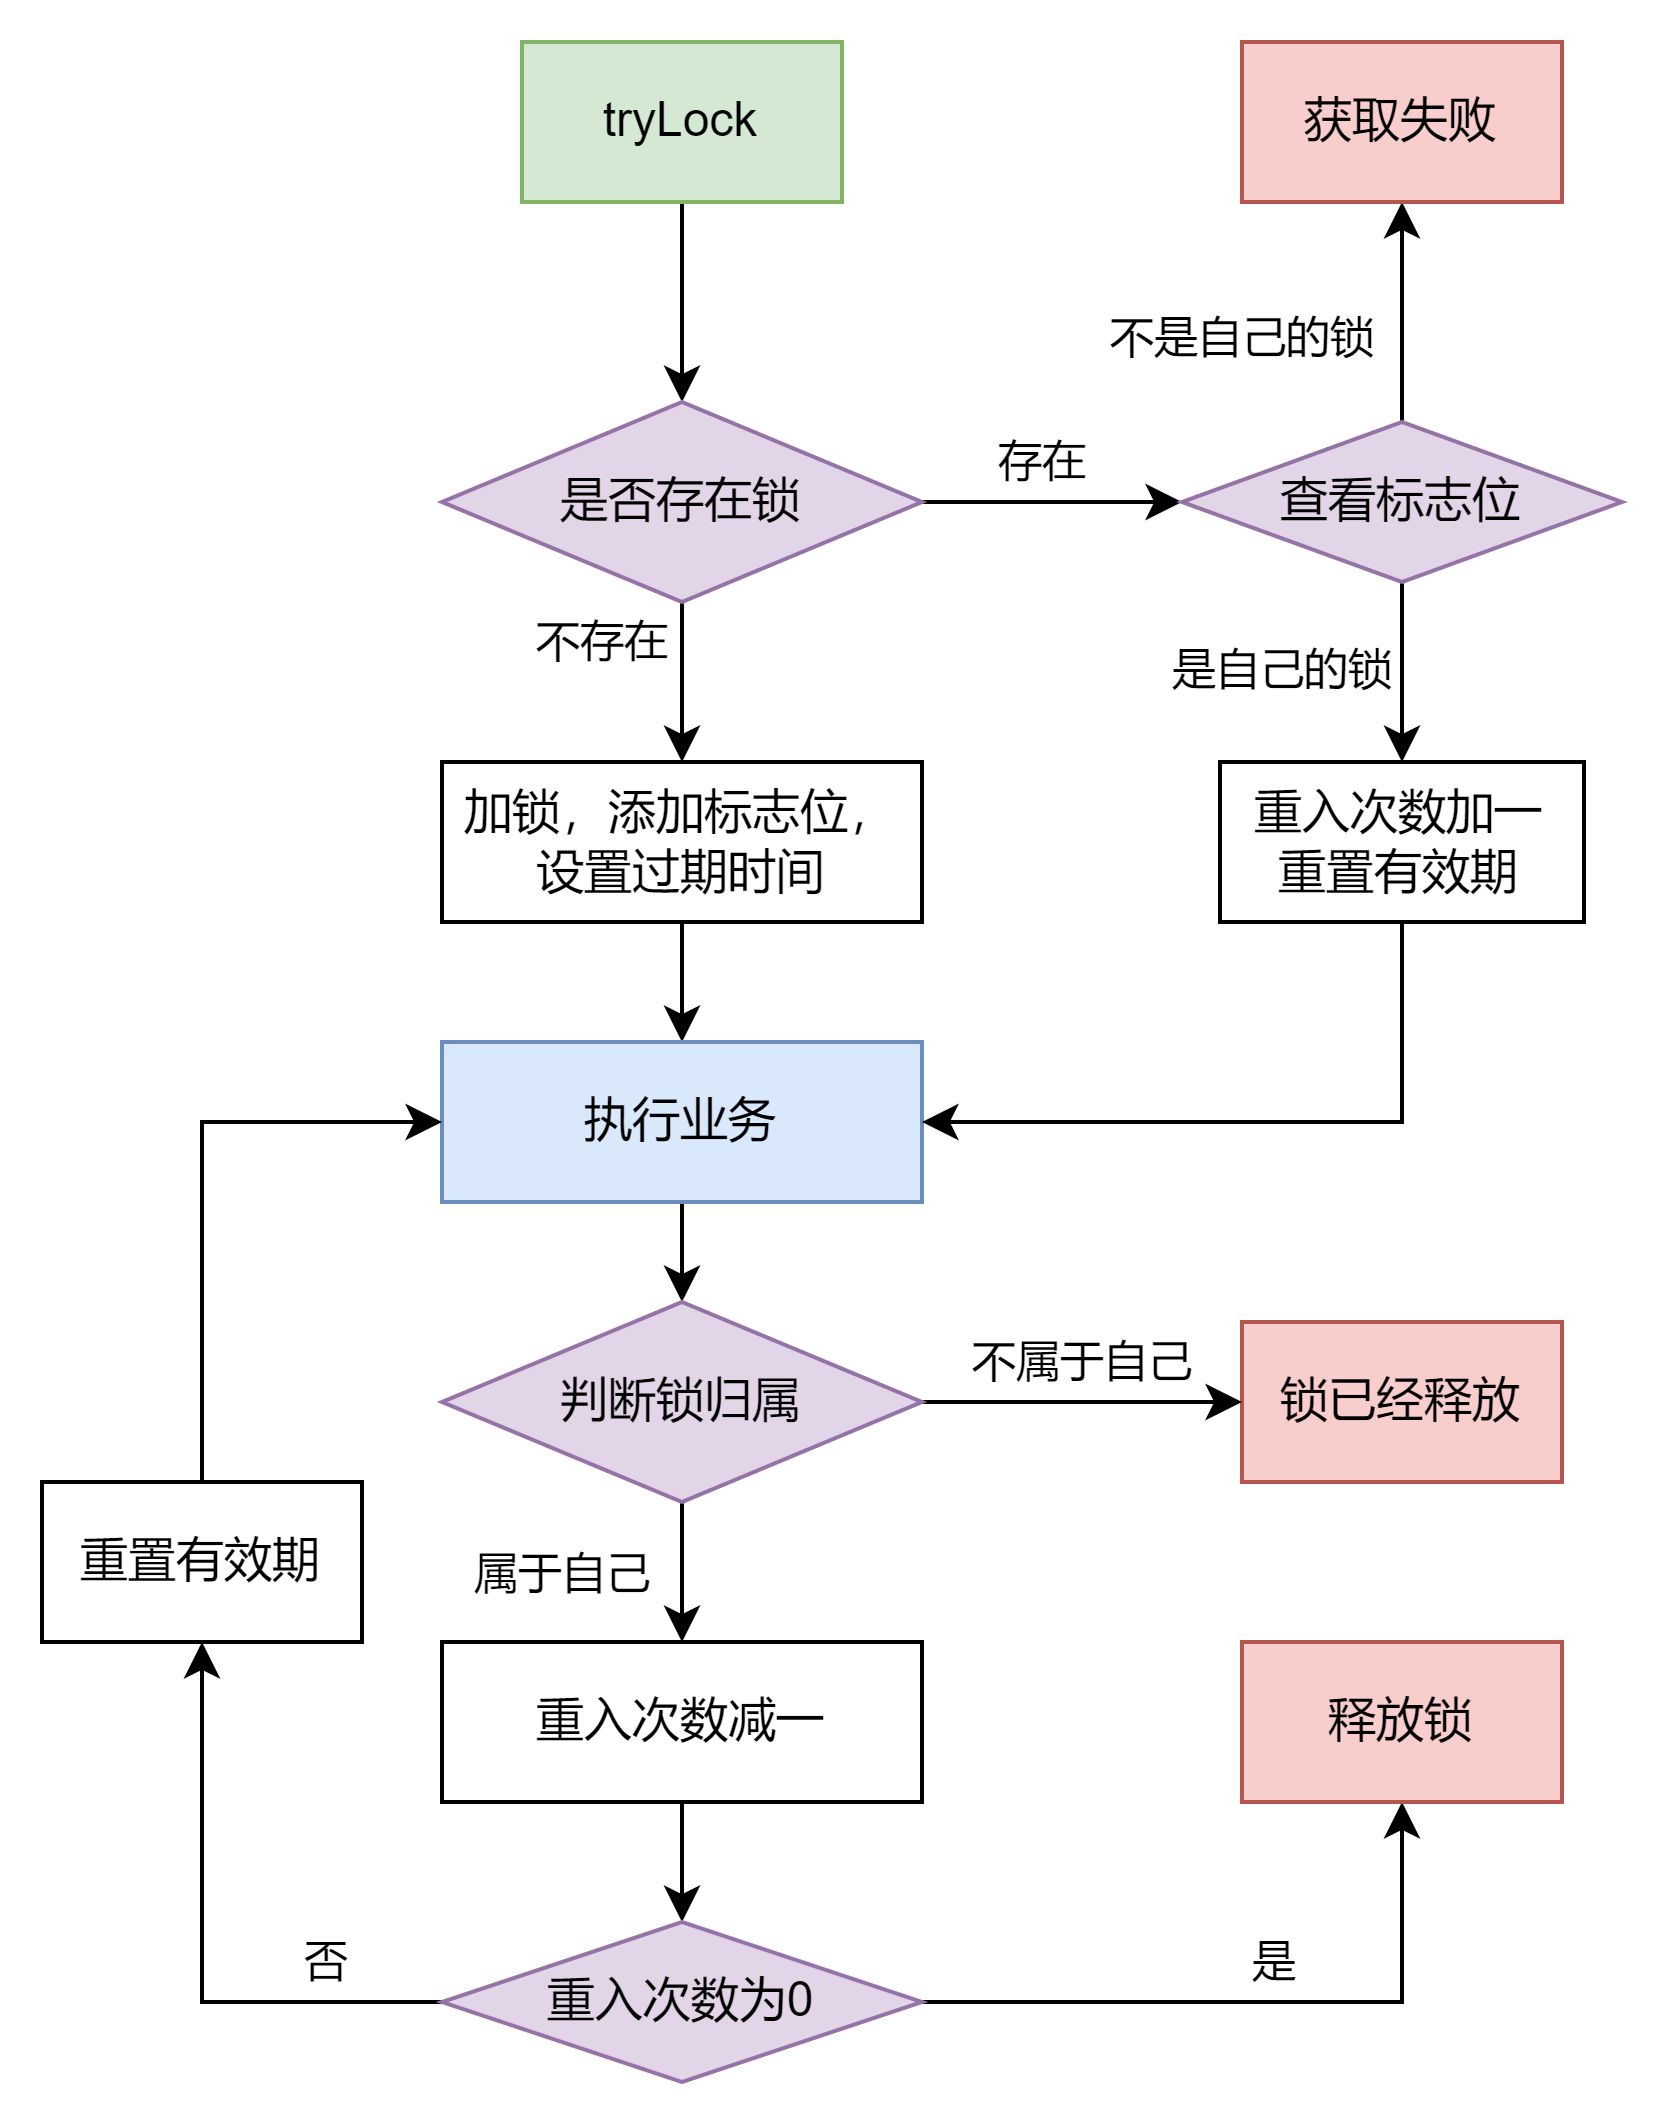 tryLock
获取失败
不是自己的锁
是否存在锁
存在
查看标志位
不存在
是自己的锁
加锁，添加标志位，
设置过期时间
重入次数加一
重置有效期
执行业务
判断锁归属
不属于自己
锁已经释放
重置有效期
属于自己
重入次数减一
释放锁
否
重入次数为0
是